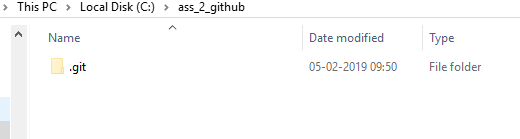 This PC > Local Disk (C:) > ass_2_github
Name Date modified Type
.git 05-02-2019 09:50 File folder